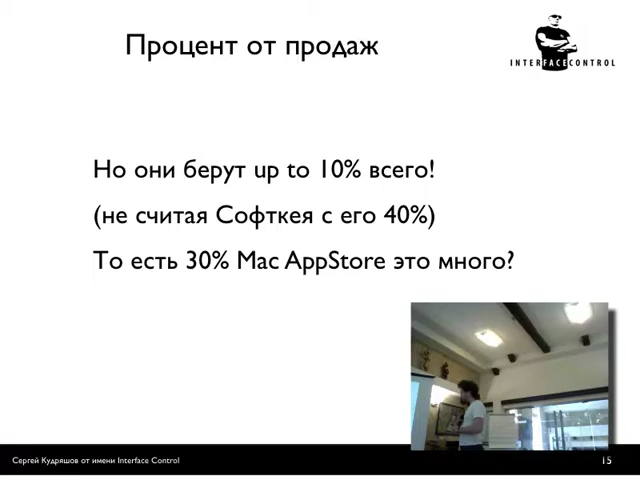 Процент от продаж
INTERFACECONTROL
Но они берут up to 10% всего!
(не считая Софткея с его 40%)
То есть 30% Mac AppStore это много?
Сергей Кудряшов от имени Interface Control
15